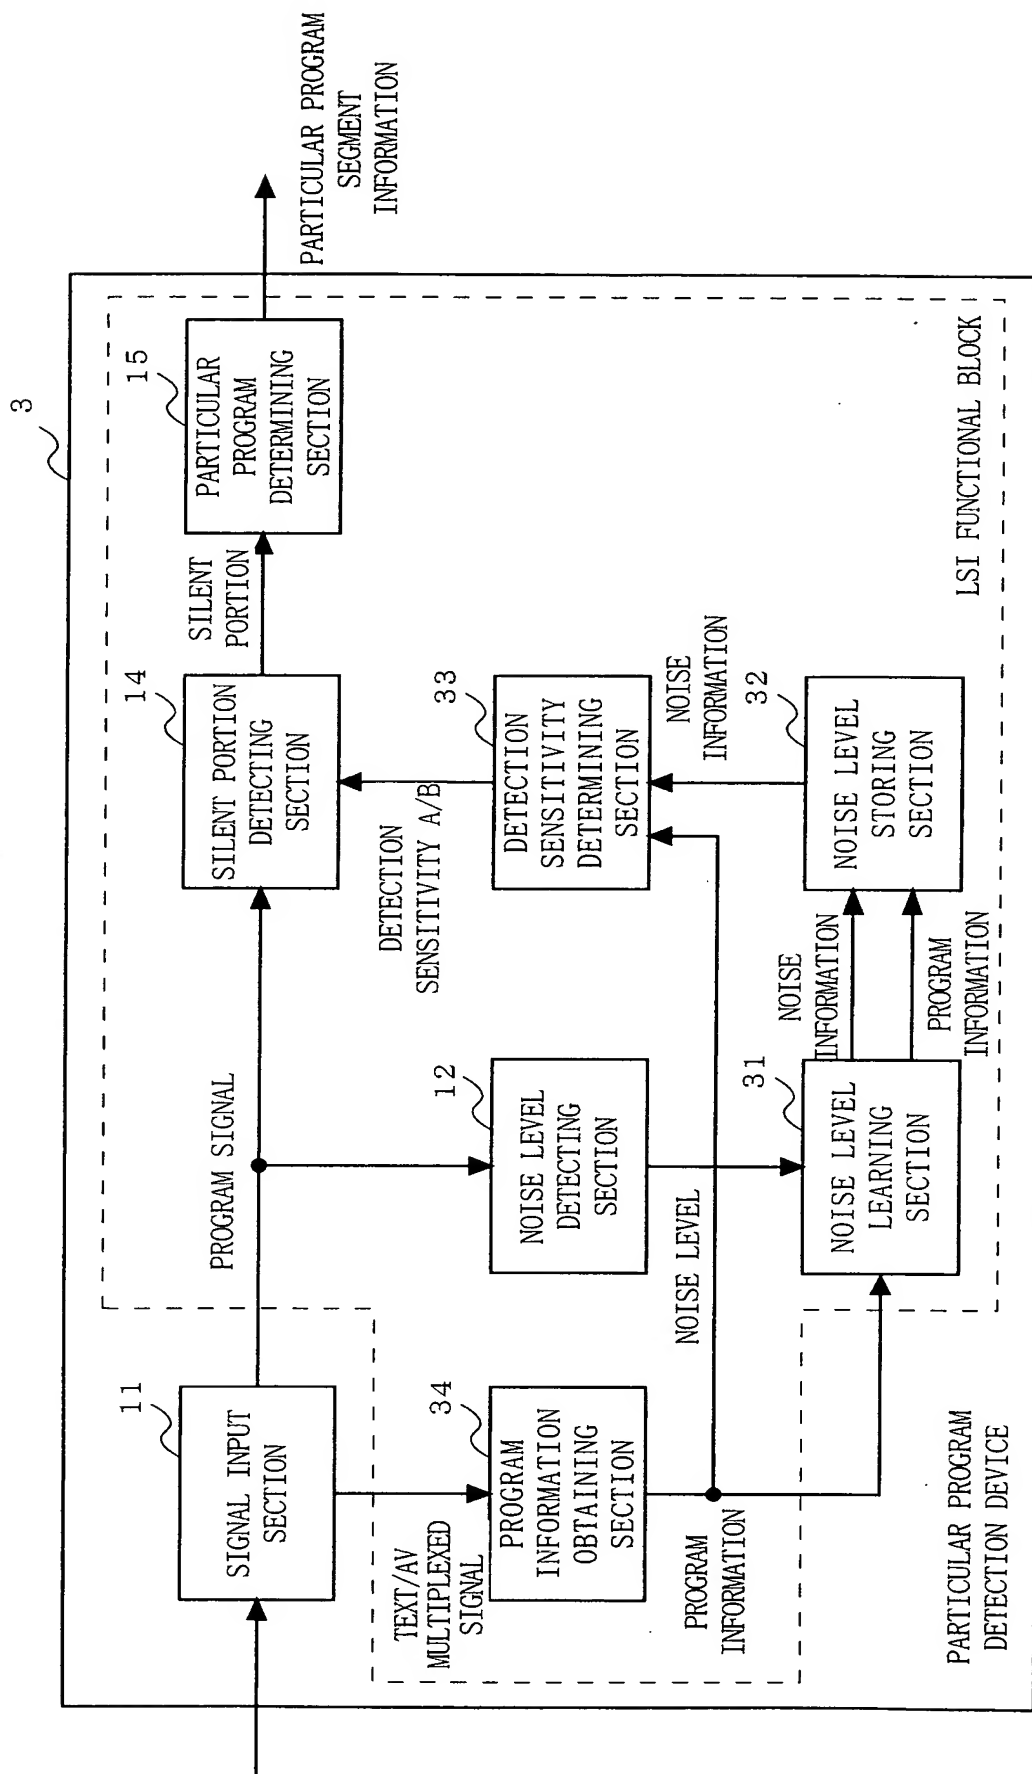 3
11
SIGNAL INPUT
SECTION
PROGRAM SIGNAL
14
SILENT PORTION
DETECTING
SECTION
SILENT
PORTION
15
PARTICULAR
PROGRAM
DETERMINING
SECTION
PARTICULAR PROGRAM
SEGMENT
INFORMATION
TEXT/AV
MULTIPLEXED
SIGNAL
34
PROGRAM
INFORMATION
OBTAINING
SECTION
12
NOISE LEVEL
DETECTING
SECTION
DETECTION
SENSITIVITY A/B
33
DETECTION
SENSITIVITY
DETERMINING
SECTION
NOISE LEVEL
NOISE
INFORMATION
PROGRAM
INFORMATION
31
NOISE LEVEL
LEARNING
SECTION
NOISE
INFORMATION
PROGRAM
INFORMATION
32
NOISE LEVEL
STORING
SECTION
LSI FUNCTIONAL BLOCK
PARTICULAR PROGRAM
DETECTION DEVICE